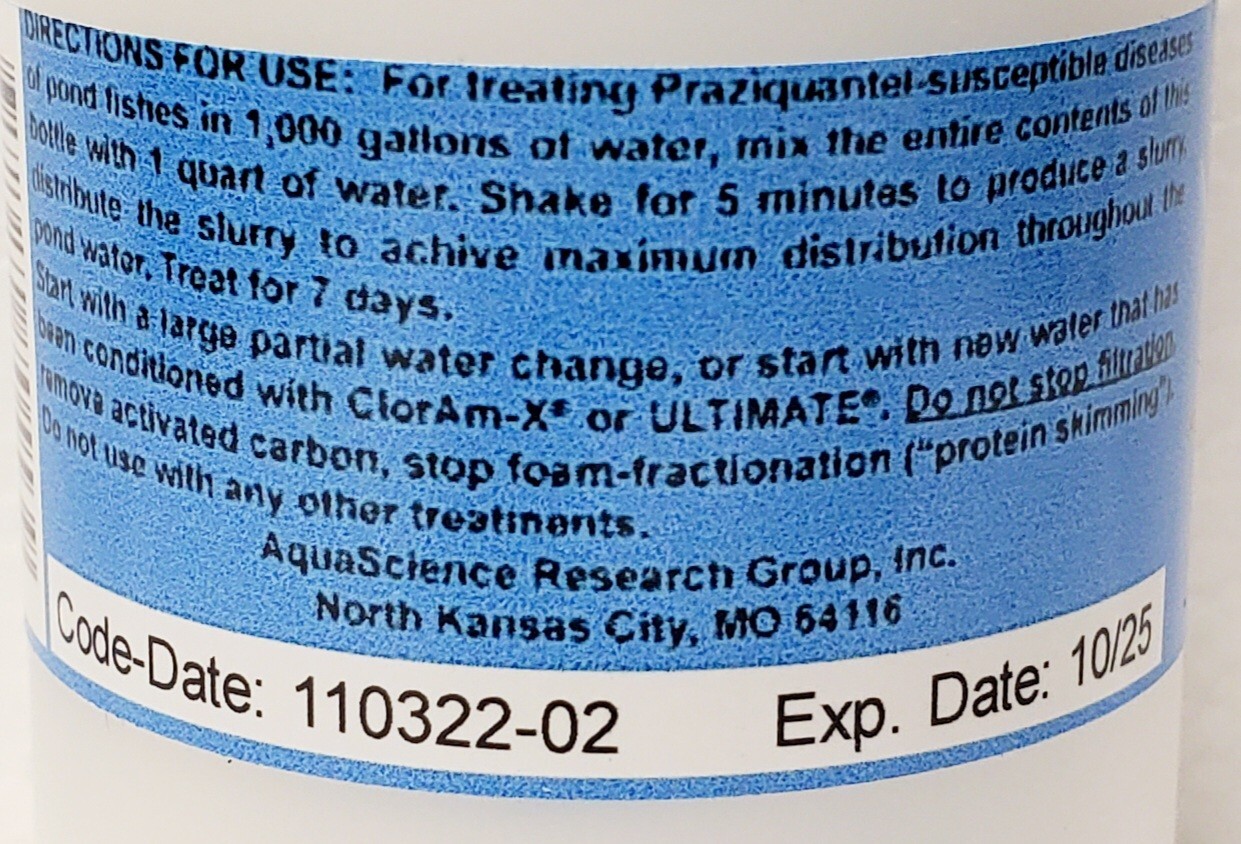 DIRECTIONS FOR USE: For treating Praziquantel-susceptible diseases
of pond fishes in 1,000 gallons of water, mix the entire contents of this
bottle with 1 quart of water. Shake for 5 minutes to produce a slurry,
distribute the slurry to achive maximum distribution throughout the
pond water. Treat for 7 days.
Start with a large partial water change, or start with new water that has
been conditioned with ClorAm-X® or ULTIMATE®. Do not stop filtration,
remove activated carbon, stop foam-fractionation ("protein skimming").
Do not use with any other treatments.
AquaScience Research Group, Inc.
North Kansas City, MO 64116
Code-Date: 110322-02 Exp. Date: 10/25